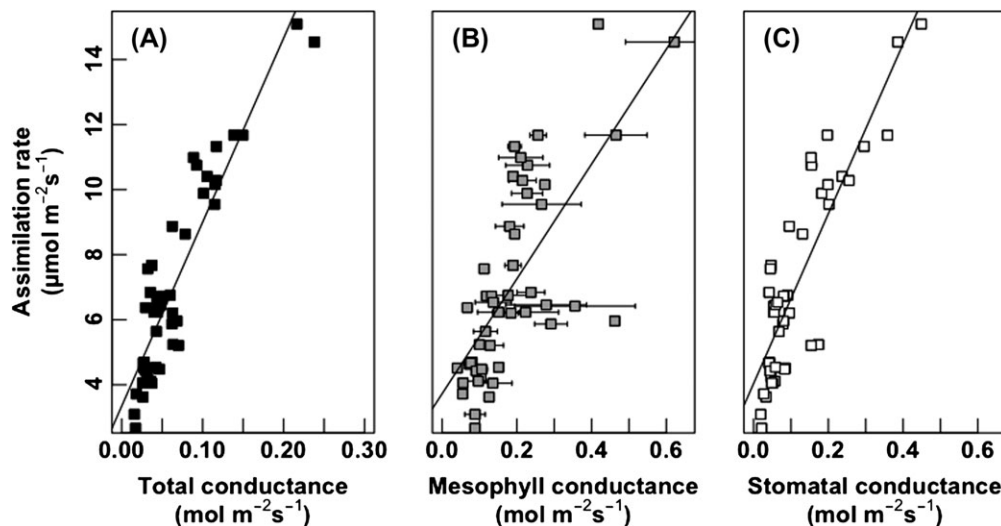 (A)
(B)
(C)
Assimilation rate
(μmol m⁻²s⁻¹)
14
12
10
8
6
4
0.00 0.10 0.20 0.30
0.0 0.2 0.4 0.6
0.0 0.2 0.4 0.6
Total conductance
(mol m⁻²s⁻¹)
Mesophyll conductance
(mol m⁻²s⁻¹)
Stomatal conductance
(mol m⁻²s⁻¹)